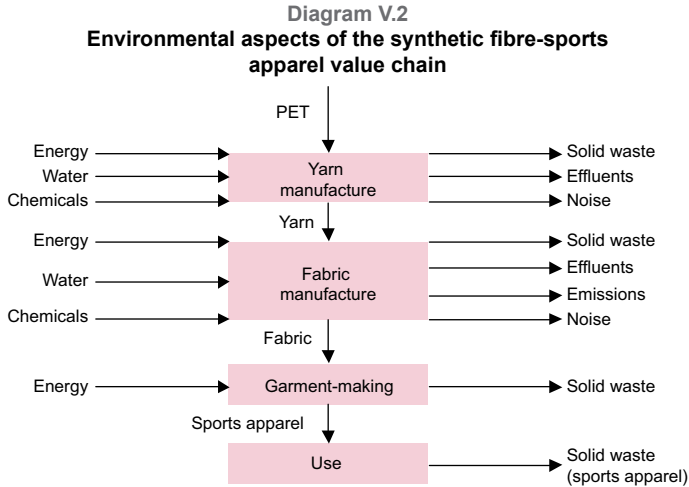 Diagram V.2
Environmental aspects of the synthetic fibre-sports
apparel value chain
PET
Energy
Water
Chemicals
Yarn
manufacture
Solid waste
Effluents
Noise
Yarn
Energy
Water
Chemicals
Fabric
manufacture
Solid waste
Effluents
Emissions
Noise
Fabric
Energy
Garment-making
Solid waste
Sports apparel
Use
Solid waste
(sports apparel)